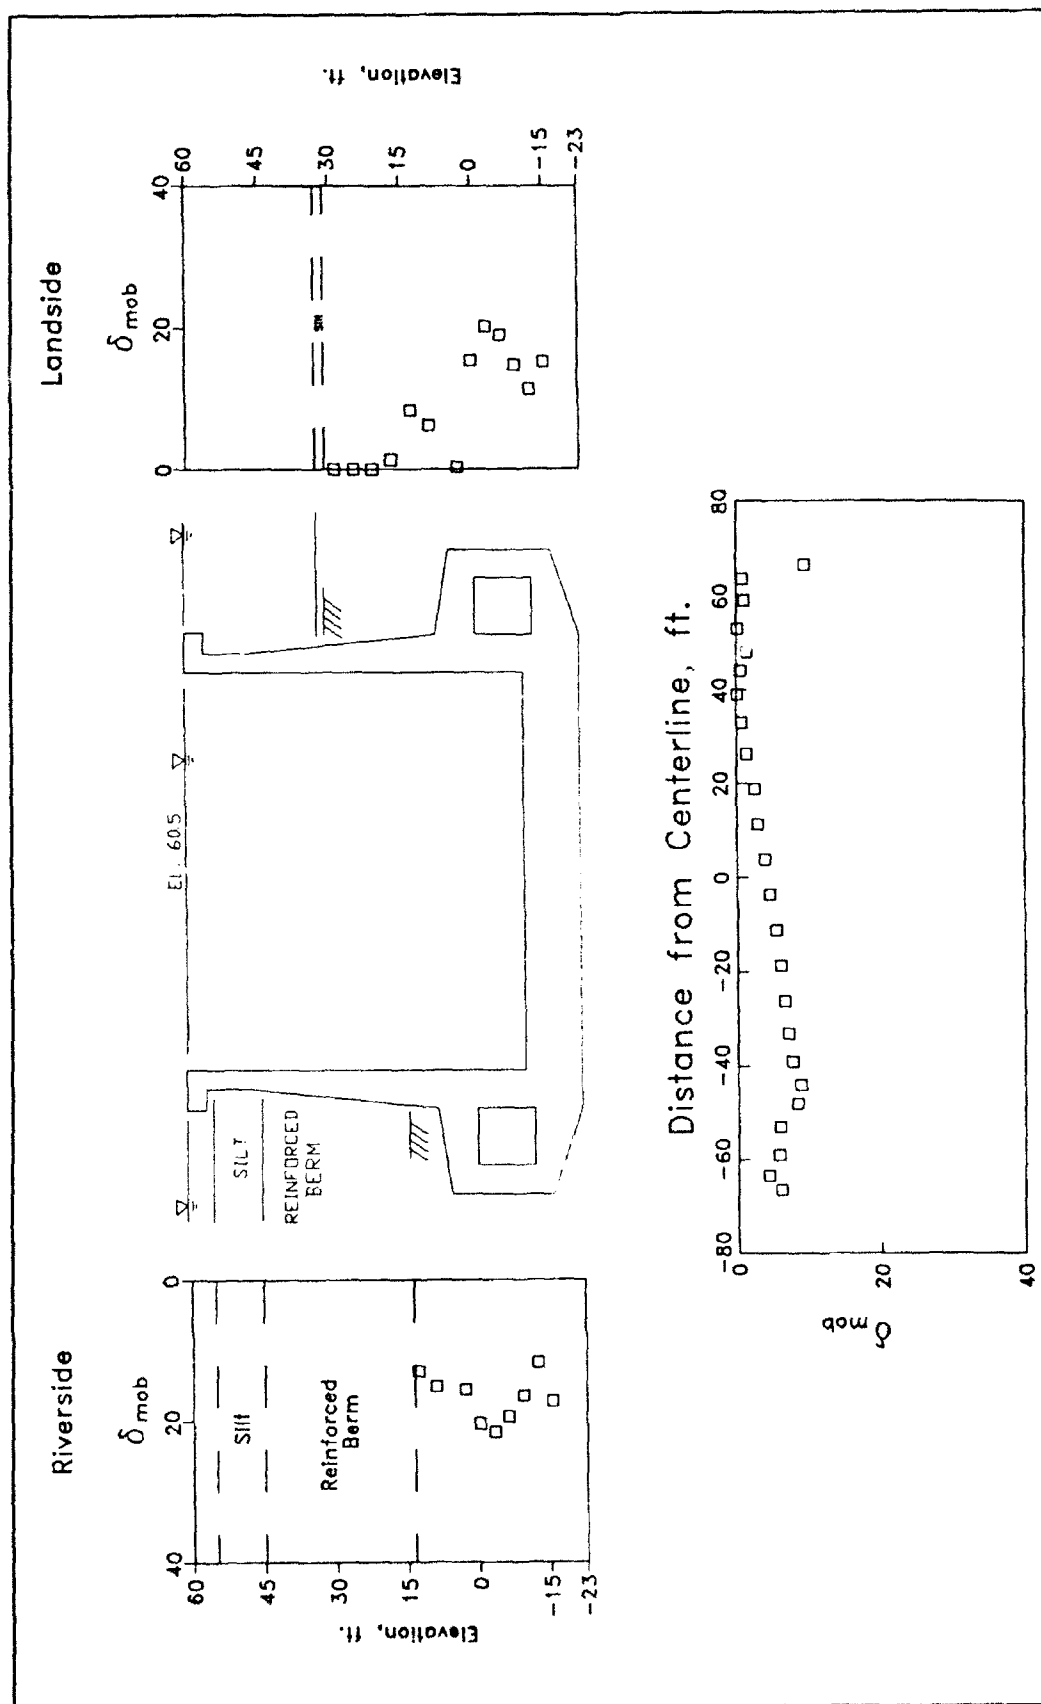 Riverside
δmob
40
20
0
60
45
30
15
0
-15
-23
Elevation, ft.
Silt
Reinforced
Berm
EL. 60.5
SILT
REINFORCED
BERM
Landside
δmob
0
20
40
60
45
30
15
0
-15
-23
Elevation, ft.
Silt
Distance from Centerline, ft.
-80
-60
-40
-20
0
20
40
60
80
0
20
40
δmob